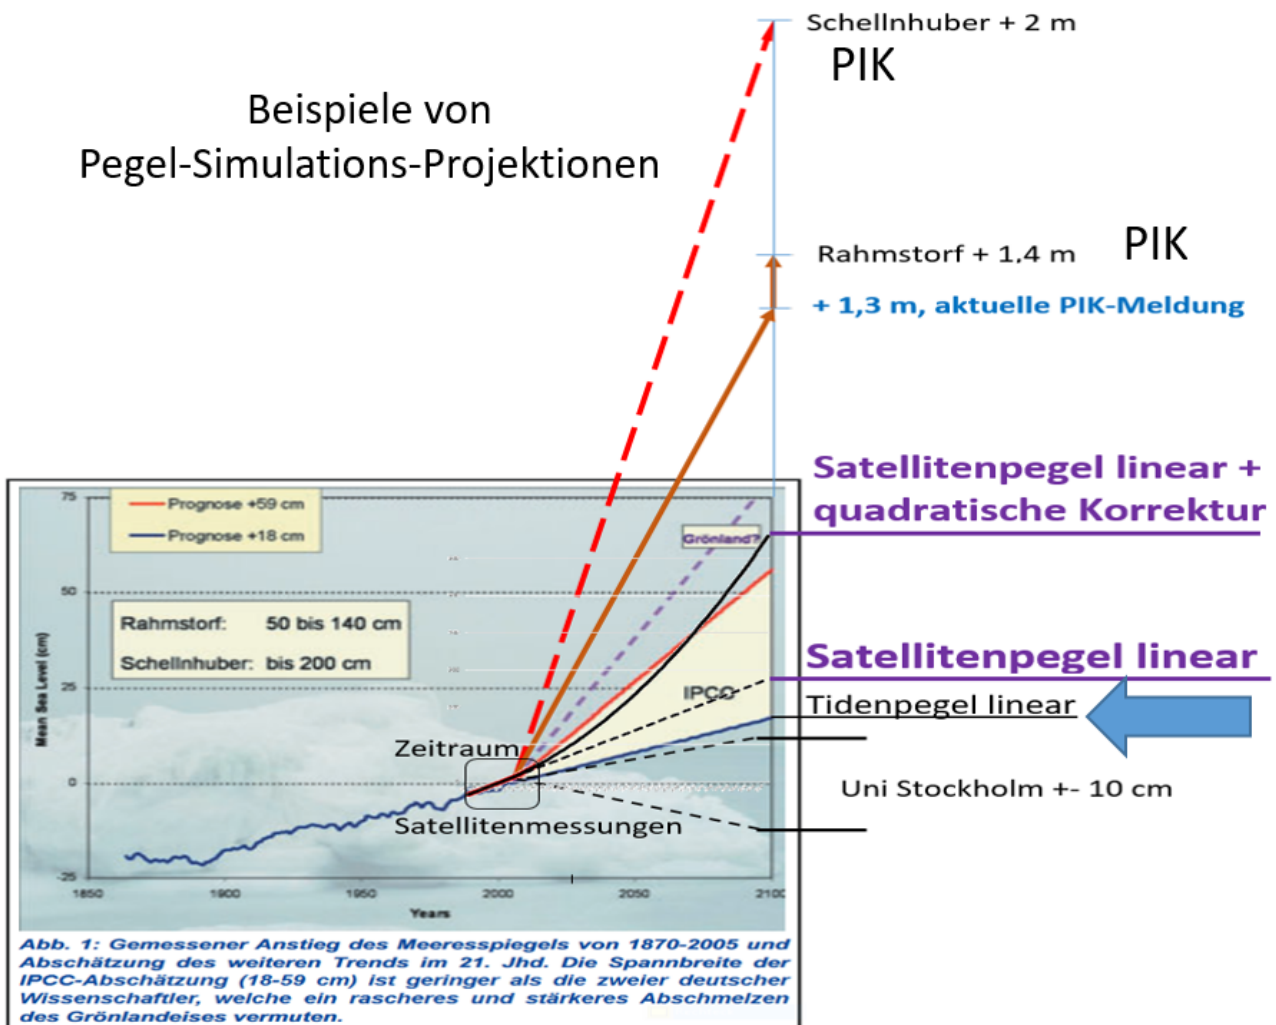 Schellnhuber + 2 m
PIK
Beispiele von
Pegel-Simulations-Projektionen
Rahmstorf + 1,4 m
PIK
+ 1,3 m, aktuelle PIK-Meldung
Satellitenpegel linear +
quadratische Korrektur
75
Prognose +59 cm
Prognose +18 cm
Grönland?
50
Rahmstorf: 50 bis 140 cm
Schellnhuber: bis 200 cm
Satellitenpegel linear
25
IPCC
Tidenpegel linear
Mean Sea Level (cm)
Zeitraum
0
Uni Stockholm +- 10 cm
Satellitenmessungen
-25
1850 1900 1950 2000 2050 2100
Years
Abb. 1: Gemessener Anstieg des Meeresspiegels von 1870-2005 und
Abschätzung des weiteren Trends im 21. Jhd. Die Spannbreite der
IPCC-Abschätzung (18-59 cm) ist geringer als die zweier deutscher
Wissenschaftler, welche ein rascheres und stärkeres Abschmelzen
des Grönlandeises vermuten.